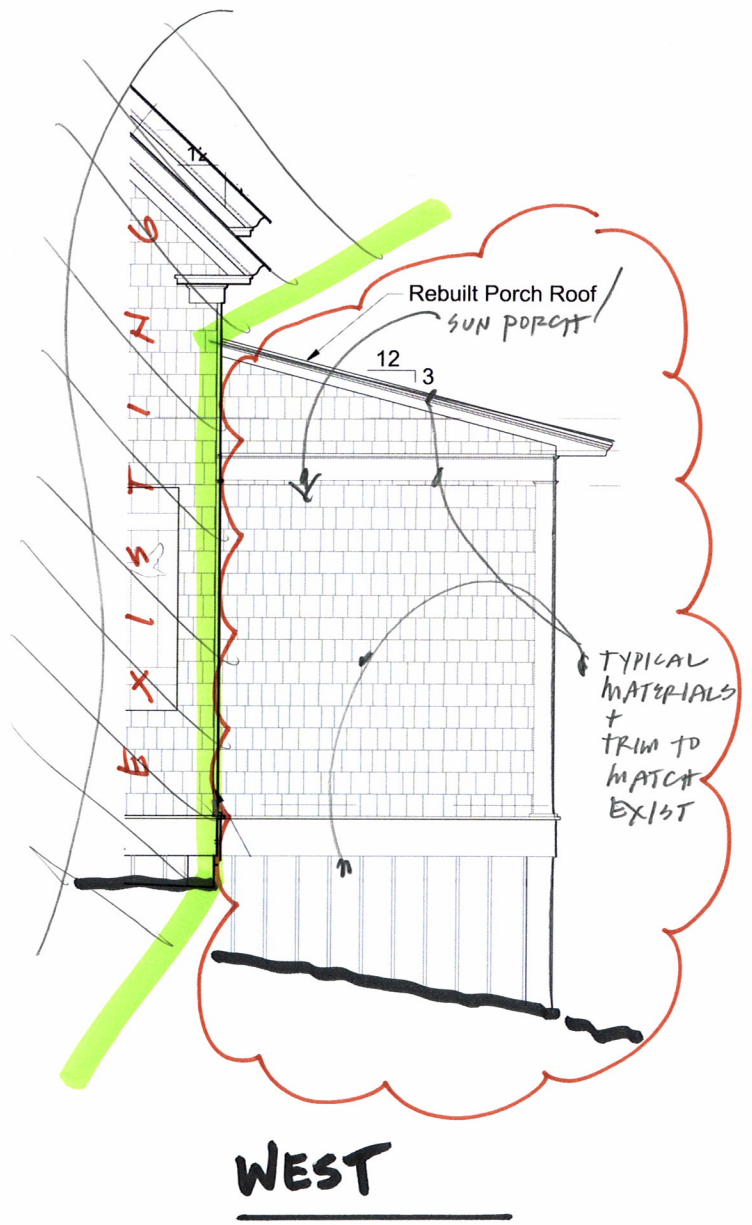 12
EXISTING
Rebuilt Porch Roof
SUN PORCH
12
3
TYPICAL
MATERIALS
+
TRIM TO
MATCH
EXIST
WEST